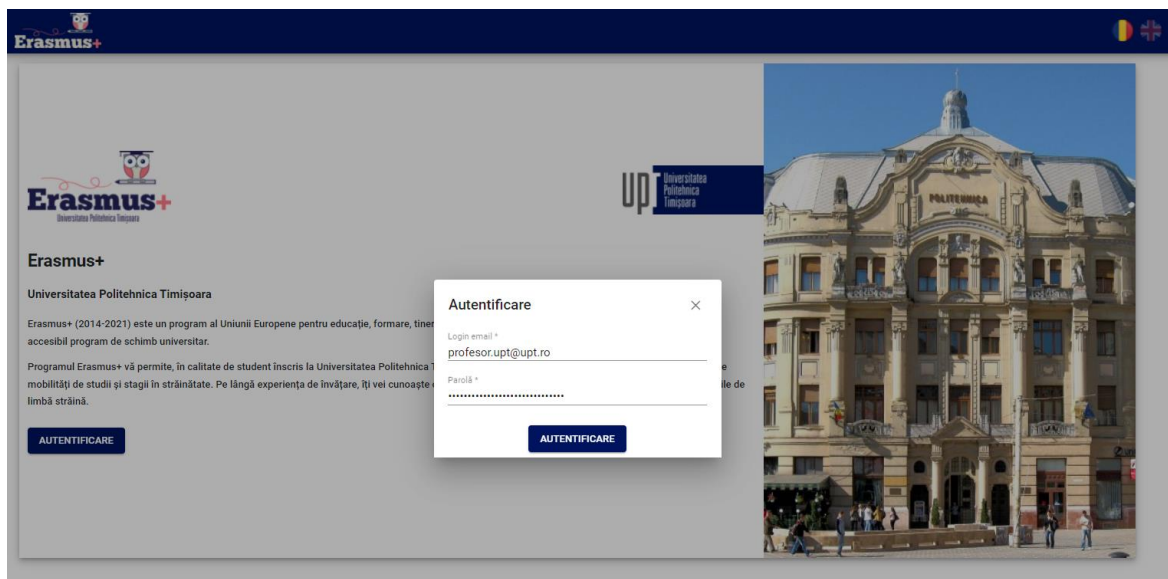 Erasmus+
Erasmus+
Universitatea Politehnica Timișoara
upt Universitatea
Politehnica
Timișoara
POLITEHNICA
Erasmus+
Universitatea Politehnica Timișoara
Erasmus+ (2014-2021) este un program al Uniunii Europene pentru educație, formare, tiner
accesibil program de schimb universitar.
Programul Erasmus+ vă permite, în calitate de student înscris la Universitatea Politehnica T
mobilități de studii și stagii în străinătate. Pe lângă experiența de învățare, îți vei cunoaște
ile de
limbă străină.
AUTENTIFICARE
Autentificare
Login email *
profesor.upt@upt.ro
Parolă *
AUTENTIFICARE